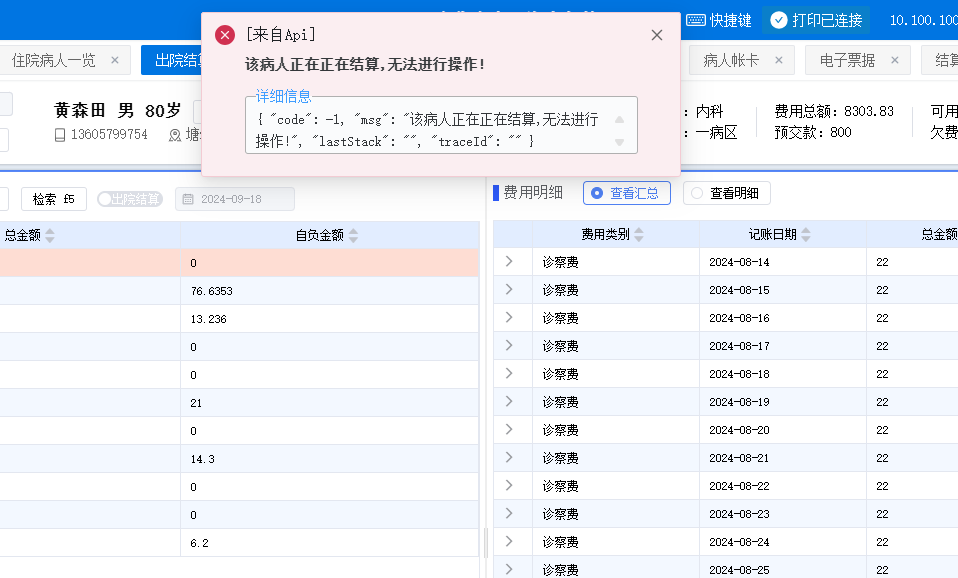 快捷键
打印已连接
10.100.100
[来自Api]
该病人正在正在结算,无法进行操作!
详细信息
{ "code": -1, "msg": "该病人正在正在结算,无法进行
操作!", "lastStack": "", "traceId": "" }
住院病人一览 ×
出院结算
病人帐卡 ×
电子票据 ×
结算
黄森田 男 80岁
13605799754
塘
: 内科
: 一病区
费用总额: 8303.83
预交款: 800
可用
欠费
检索 f5
出院结算
2024-09-18
费用明细
查看汇总
查看明细
总金额 自负金额
0
76.6353
13.236
0
0
21
0
14.3
0
0
6.2
费用类别 记账日期 总金额
诊察费 2024-08-14 22
诊察费 2024-08-15 22
诊察费 2024-08-16 22
诊察费 2024-08-17 22
诊察费 2024-08-18 22
诊察费 2024-08-19 22
诊察费 2024-08-20 22
诊察费 2024-08-21 22
诊察费 2024-08-22 22
诊察费 2024-08-23 22
诊察费 2024-08-24 22
诊察费 2024-08-25 22